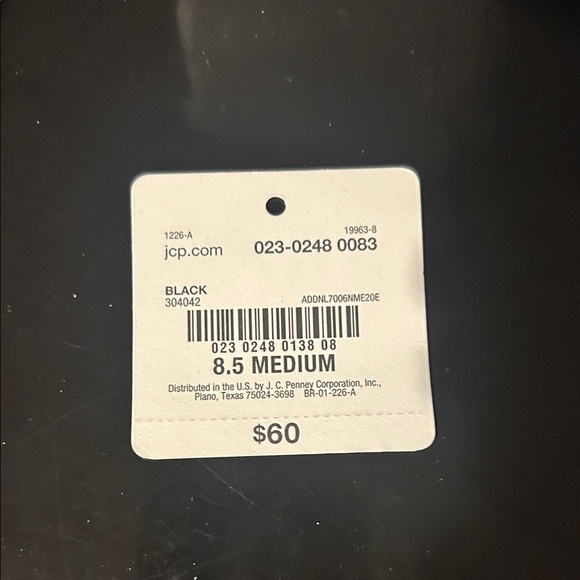 1226-A 19963-8
jcp.com 023-0248 0083
BLACK
304042 ADDNL7006NME20E
023 0248 0138 08
8.5 MEDIUM
Distributed in the U.S. by J. C. Penney Corporation, Inc.,
Plano, Texas 75024-3698 BR-01-226-A
$60